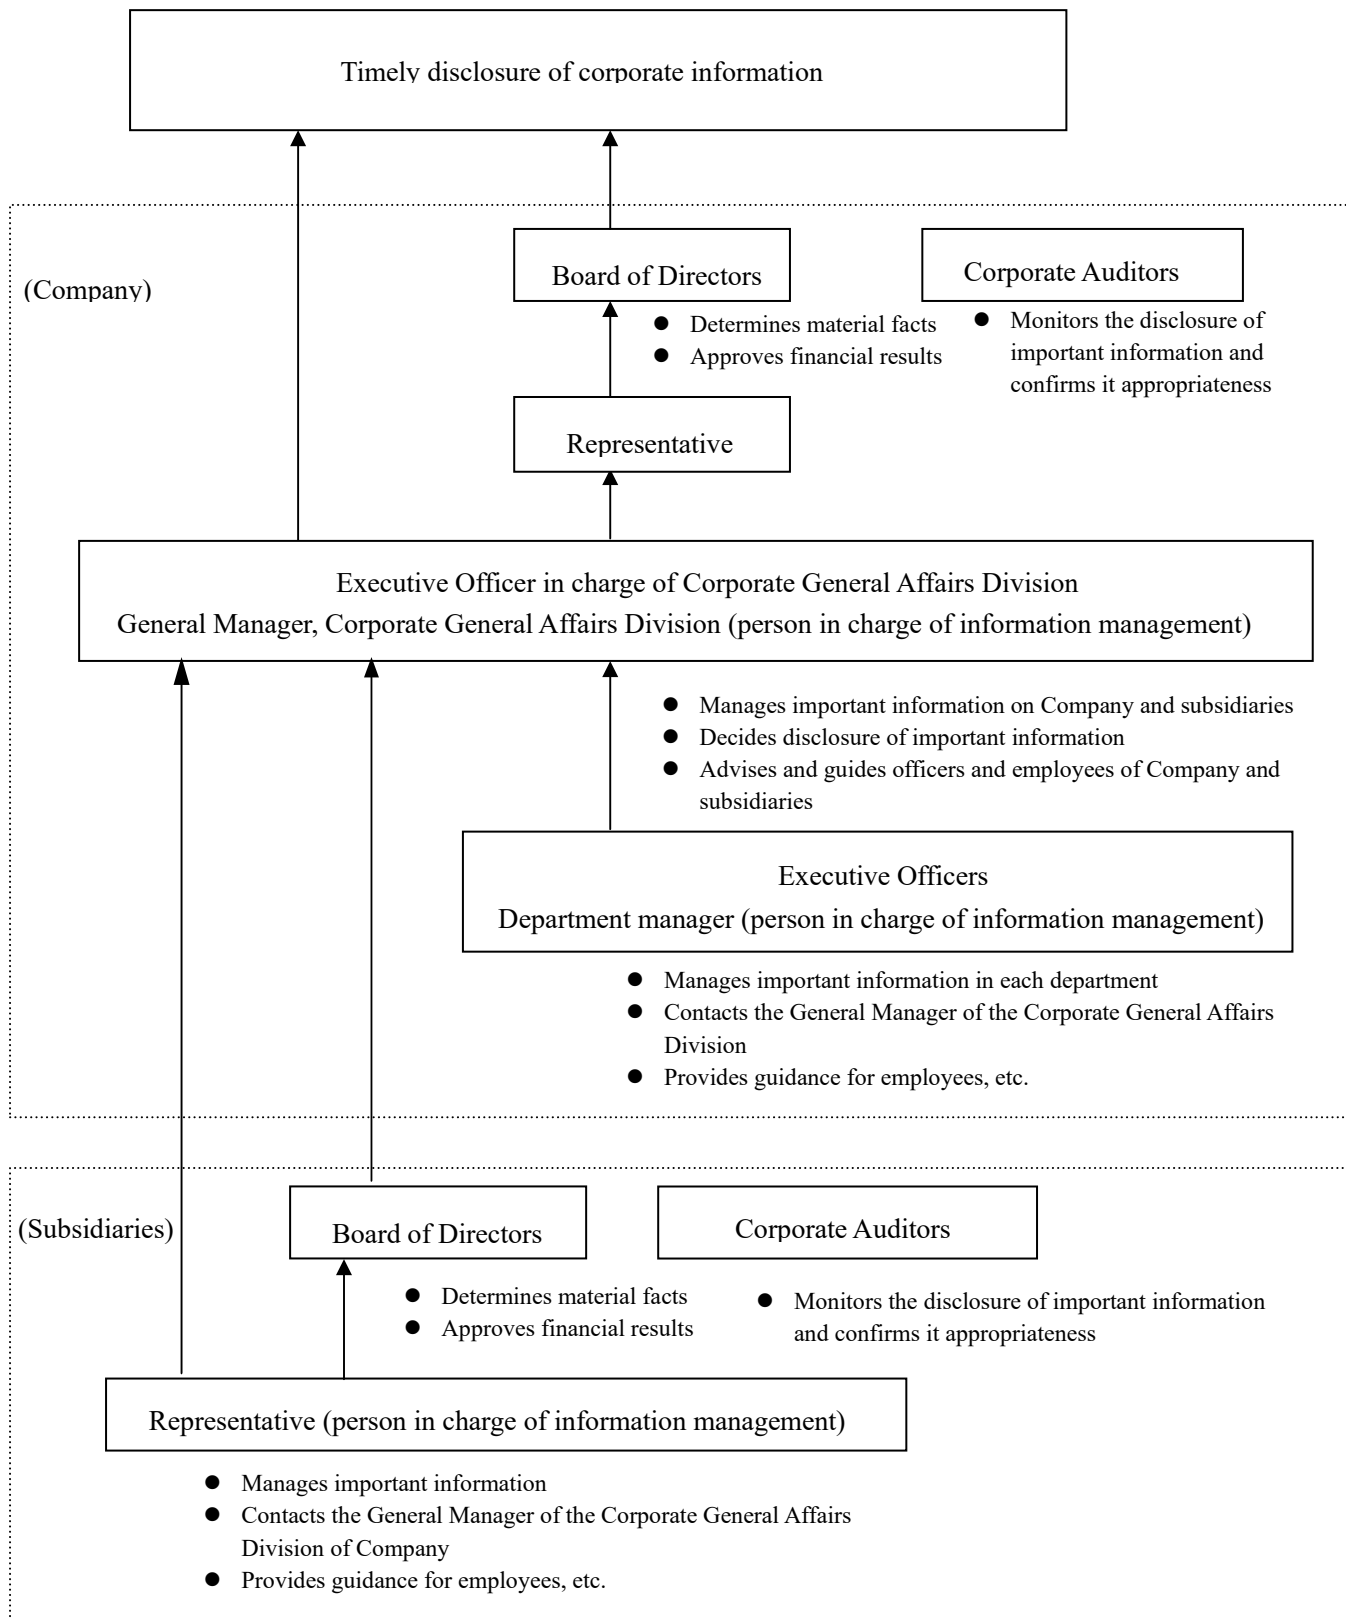 Timely disclosure of corporate information
(Company)
Board of Directors
● Determines material facts
● Approves financial results
Corporate Auditors
● Monitors the disclosure of
important information and
confirms it appropriateness
Representative
Executive Officer in charge of Corporate General Affairs Division
General Manager, Corporate General Affairs Division (person in charge of information management)
● Manages important information on Company and subsidiaries
● Decides disclosure of important information
● Advises and guides officers and employees of Company and
subsidiaries
Executive Officers
Department manager (person in charge of information management)
● Manages important information in each department
● Contacts the General Manager of the Corporate General Affairs
Division
● Provides guidance for employees, etc.
(Subsidiaries)
Board of Directors
● Determines material facts
● Approves financial results
Corporate Auditors
● Monitors the disclosure of important information
and confirms it appropriateness
Representative (person in charge of information management)
● Manages important information
● Contacts the General Manager of the Corporate General Affairs
Division of Company
● Provides guidance for employees, etc.